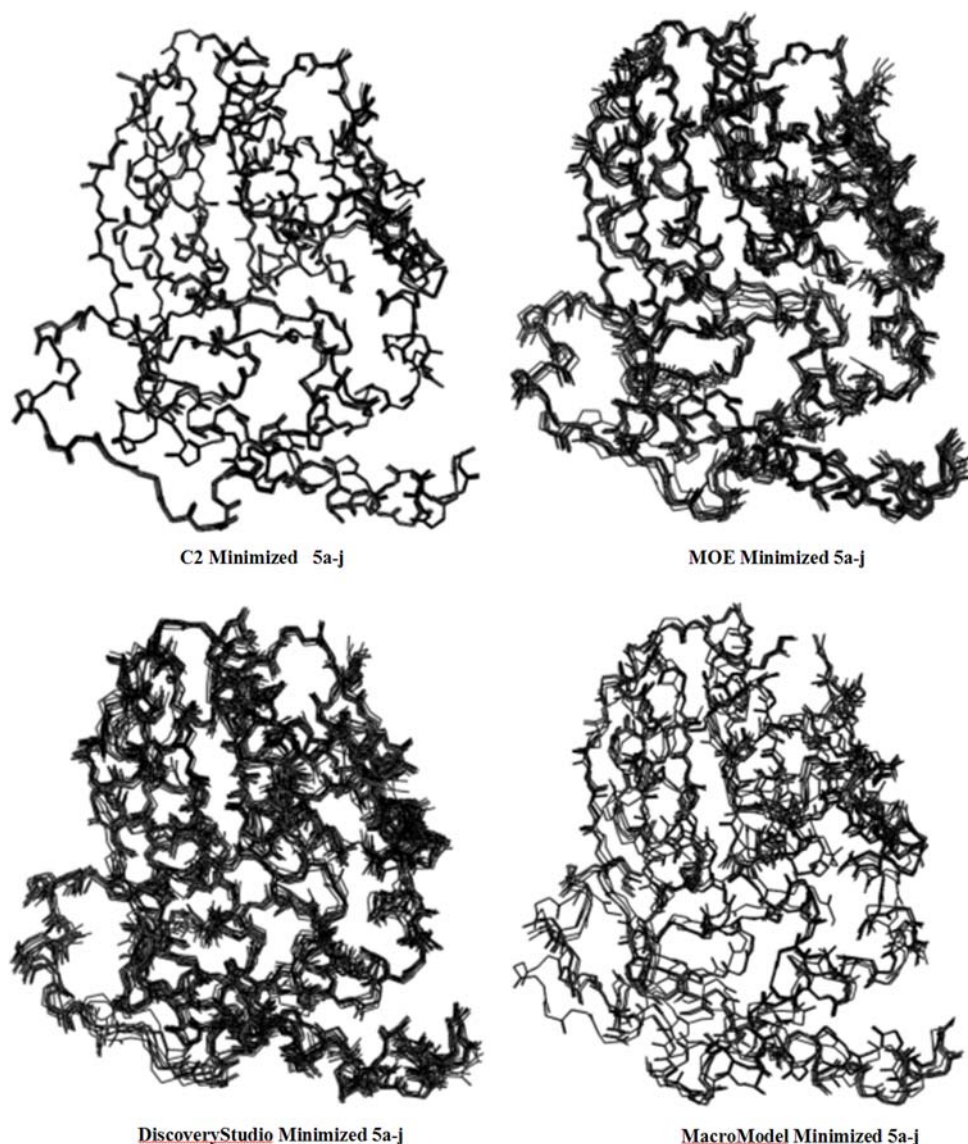 C2 Minimized 5a-j
MOE Minimized 5a-j
DiscoveryStudio Minimized 5a-j
MacroModel Minimized 5a-j